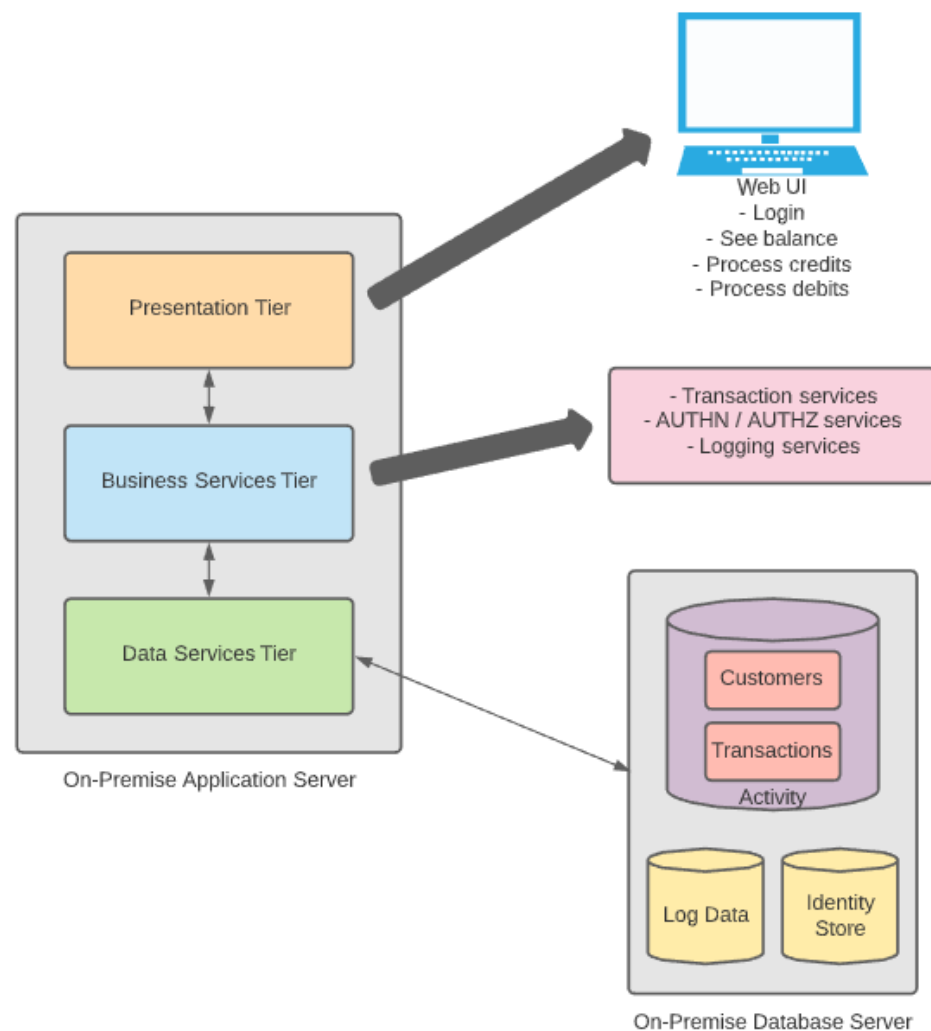 Web UI
- Login
- See balance
- Process credits
- Process debits
Presentation Tier
- Transaction services
- AUTHN / AUTHZ services
- Logging services
Business Services Tier
Data Services Tier
On-Premise Application Server
Customers
Transactions
Activity
Log Data
Identity
Store
On-Premise Database Server